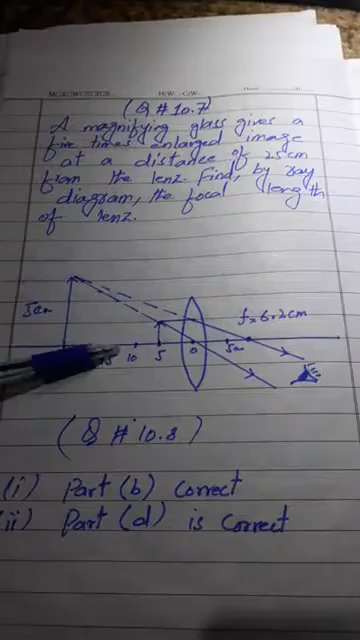 H/W. C/W.
(Q # 10.7)
A magnifying glass gives a
five times enlarged image
at a distance of 25cm
from the lenz. Find, by ray
diagram, the focal length
of lenz.
5cm
f=6.2cm
10 5 0 5cm
(Q # 10.8)
(i) Part (b) correct
ii) Part (d) is correct